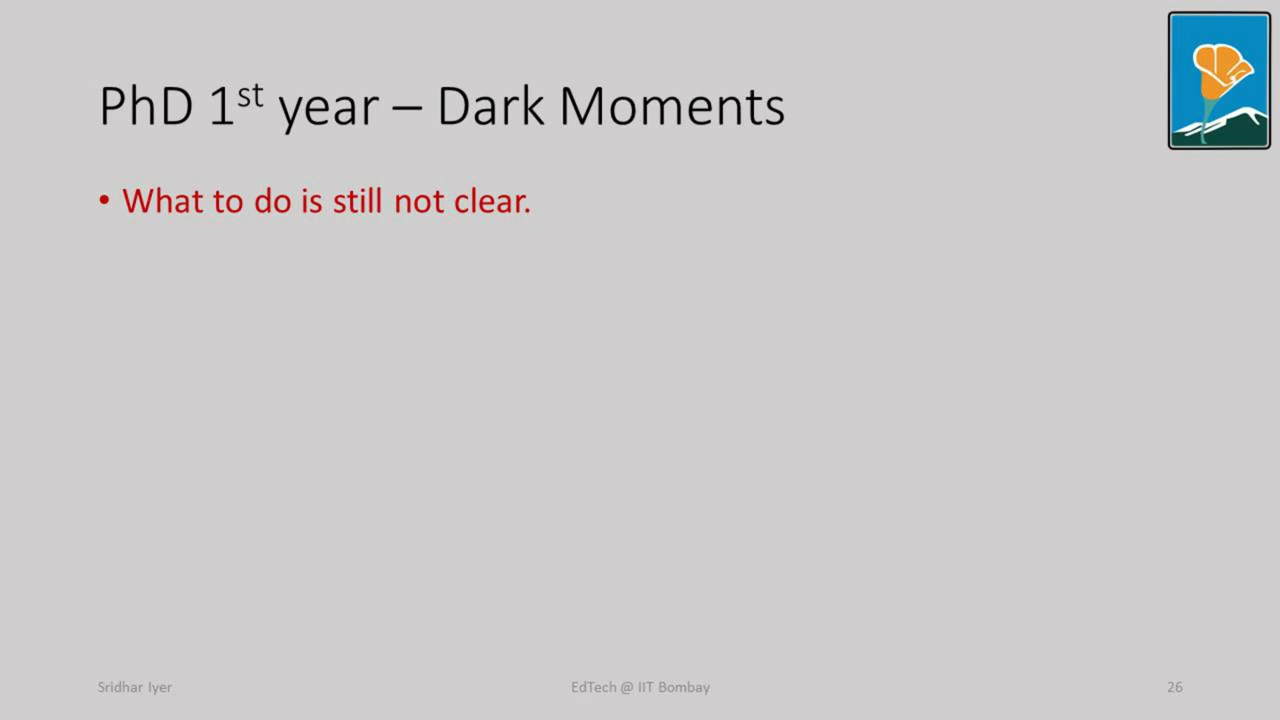 PhD 1st year – Dark Moments
• What to do is still not clear.
Sridhar Iyer
EdTech @ IIT Bombay
26